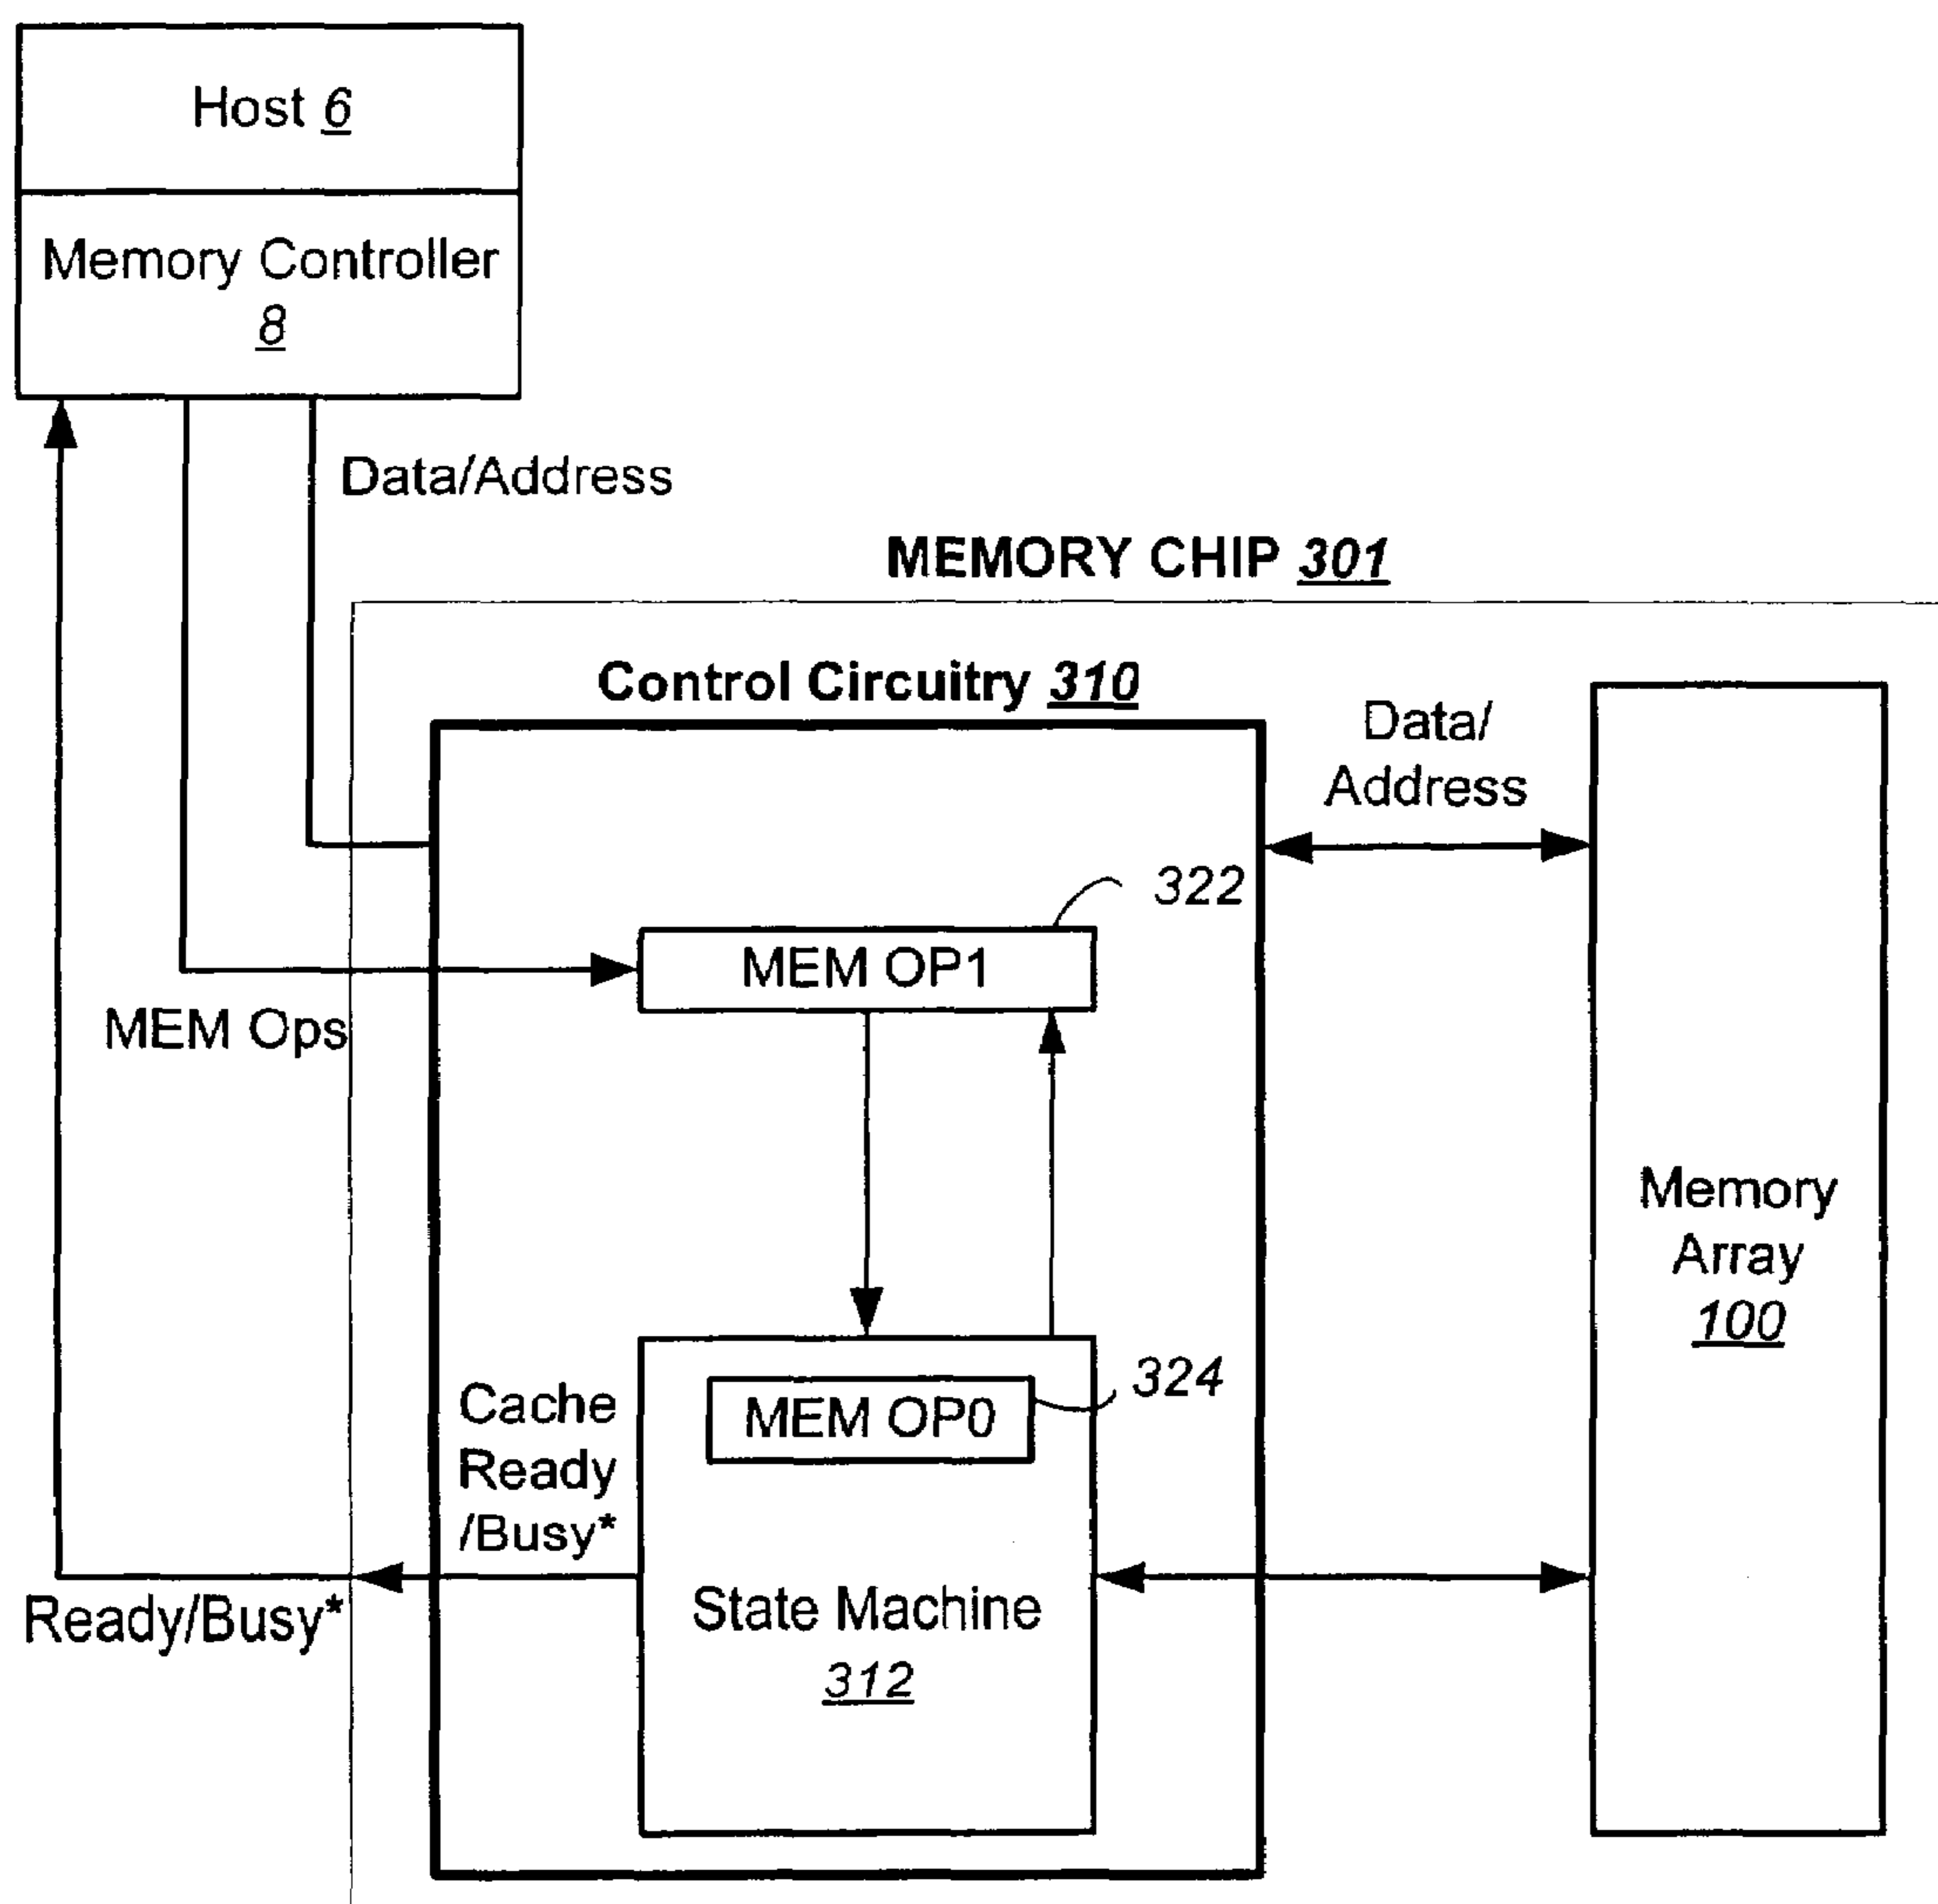 Host 6
Memory Controller
8
Data/Address
MEMORY CHIP 301
Control Circuitry 310
Data/
Address
322
MEM OP1
MEM Ops
Memory
Array
100
324
MEM OP0
Cache
Ready
/Busy*
Ready/Busy*
State Machine
312